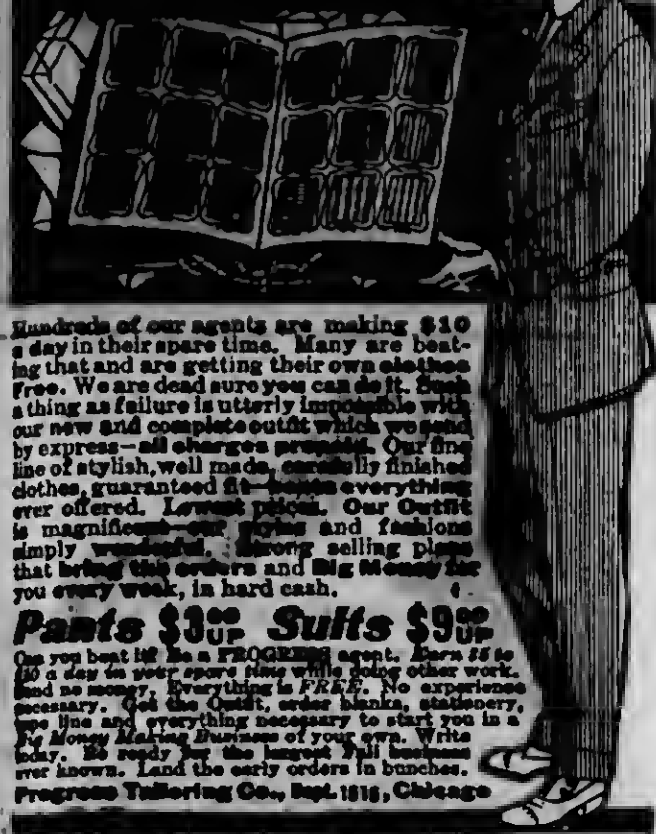 Hundreds of our agents are making $10
a day in their spare time. Many are beat-
ing that and are getting their own clothes
Free. We are dead sure you can do it. Such
a thing as failure is utterly impossible with
our new and complete outfit which we send
by express—all charges prepaid. Our fine
line of stylish, well made, carefully finished
clothes, guaranteed fit—beats everything
ever offered. Lowest prices. Our Outfit
is magnificent—our styles and fashions
simply wonderful. Strong selling plans
that bring the orders and Big Money for
you every week, in hard cash.
Pants $3.00 UP Suits $9.00 UP
Can you beat it? Be a PROGRESS agent. Earn $5 to
$10 a day in your spare time while doing other work.
Send no money. Everything is FREE. No experience
necessary. Get the Outfit, order blanks, stationery,
tape line and everything necessary to start you in a
Big Money Making Business of your own. Write
today. Be ready for the largest Fall business
ever known. Land the early orders in bunches.
Progress Tailoring Co., Dept. 1818, Chicago